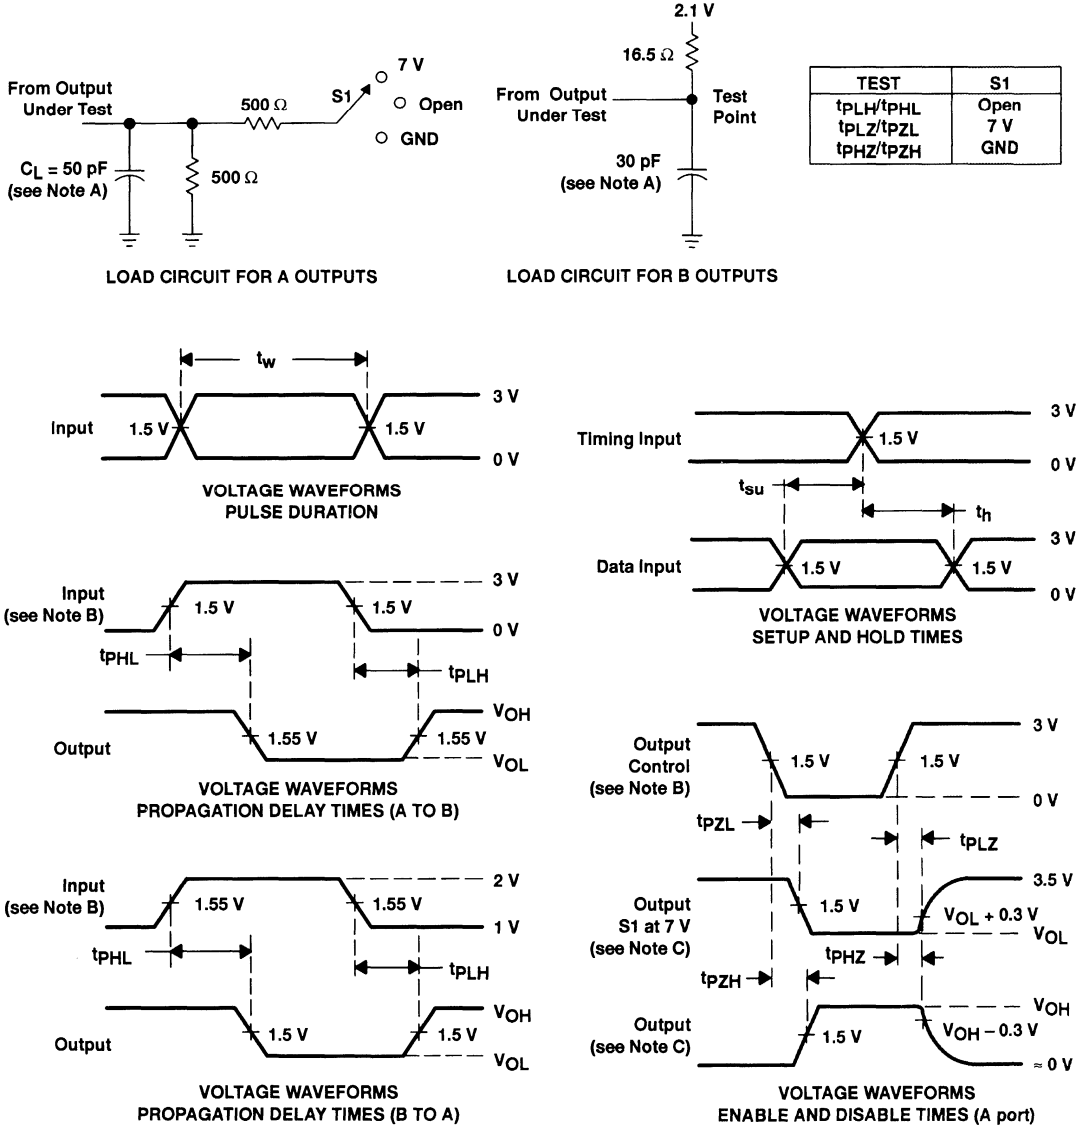 From Output
Under Test
500 Ω
S1
7 V
Open
GND
CL = 50 pF
(see Note A)
500 Ω
LOAD CIRCUIT FOR A OUTPUTS
2.1 V
16.5 Ω
From Output
Under Test
Test
Point
30 pF
(see Note A)
LOAD CIRCUIT FOR B OUTPUTS
TEST S1
tPLH/tPHL Open
tPLZ/tPZL 7 V
tPHZ/tPZH GND
tw
3 V
Input 1.5 V 1.5 V
0 V
VOLTAGE WAVEFORMS
PULSE DURATION
3 V
Timing Input 1.5 V
0 V
tsu
th
3 V
Data Input 1.5 V 1.5 V
0 V
VOLTAGE WAVEFORMS
SETUP AND HOLD TIMES
3 V
Input
(see Note B)
1.5 V 1.5 V
0 V
tPHL
tPLH
VOH
Output 1.55 V 1.55 V
VOL
VOLTAGE WAVEFORMS
PROPAGATION DELAY TIMES (A TO B)
2 V
Input
(see Note B)
1.55 V 1.55 V
1 V
tPHL
tPLH
VOH
Output 1.5 V 1.5 V
VOL
VOLTAGE WAVEFORMS
PROPAGATION DELAY TIMES (B TO A)
3 V
Output
Control
(see Note B)
1.5 V 1.5 V
0 V
tPZL
tPLZ
3.5 V
Output
S1 at 7 V
(see Note C)
1.5 V
VOL + 0.3 V
VOL
tPHZ
tPZH
VOH
Output
(see Note C)
1.5 V
VOH – 0.3 V
≈ 0 V
VOLTAGE WAVEFORMS
ENABLE AND DISABLE TIMES (A port)